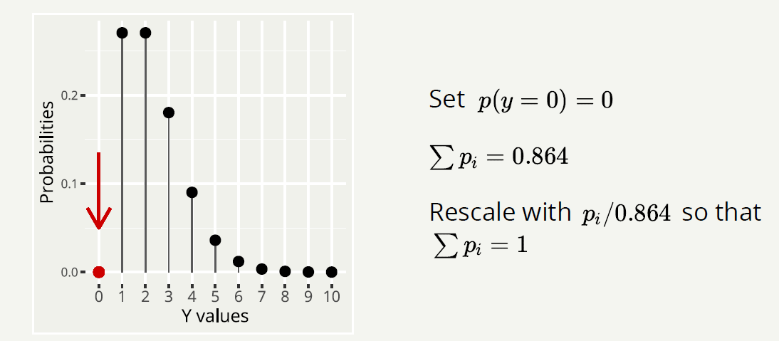 0.2
0.1
0.0
Probabilities
0 1 2 3 4 5 6 7 8 9 10
Y values
Set p(y = 0) = 0
∑ pᵢ = 0.864
Rescale with pᵢ/0.864 so that
∑ pᵢ = 1